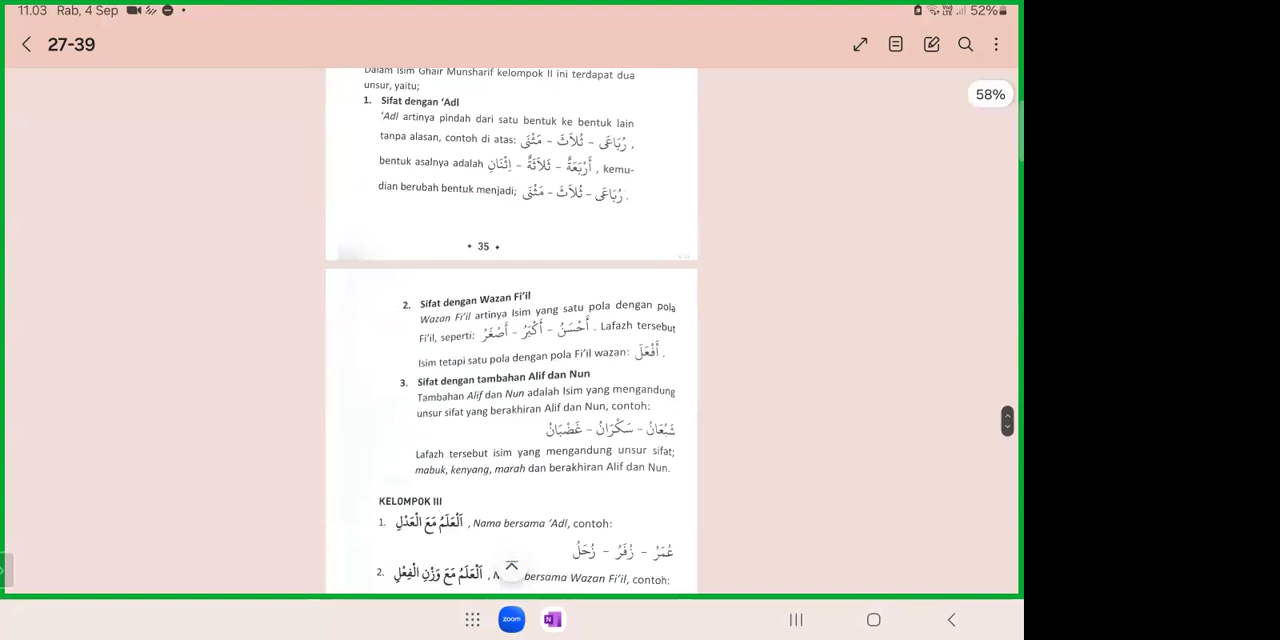 11.03 Rab, 4 Sep
52%
27-39
58%
Dalam Isim Ghair Munsharif kelompok II ini terdapat dua
unsur, yaitu;
1. Sifat dengan 'Adl
'Adl artinya pindah dari satu bentuk ke bentuk lain
tanpa alasan, contoh di atas: رُبَاعَى – ثُلاَثَ – مَثْنَى ,
bentuk asalnya adalah أَرْبَعَةٌ – ثَلاَثَةٌ – اِثْنَانِ , kemu-
dian berubah bentuk menjadi; رُبَاعَى – ثُلاَثَ – مَثْنَى .
• 35 •
2. Sifat dengan Wazan Fi'il
Wazan Fi'il artinya Isim yang satu pola dengan pola
Fi'il, seperti: أَحْسَنُ – أَكْبَرُ – أَصْغَرُ . Lafazh tersebut
Isim tetapi satu pola dengan pola Fi'il wazan: أَفْعَلَ .
3. Sifat dengan tambahan Alif dan Nun
Tambahan Alif dan Nun adalah Isim yang mengandung
unsur sifat yang berakhiran Alif dan Nun, contoh:
شَبْعَانُ – سَكْرَانُ – غَضْبَانُ
Lafazh tersebut isim yang mengandung unsur sifat;
mabuk, kenyang, marah dan berakhiran Alif dan Nun.
KELOMPOK III
1. اَلْعَلَمُ مَعَ الْعَدْلِ , Nama bersama 'Adl, contoh:
عُمَرُ – زُفَرُ – زُحَلُ
2. اَلْعَلَمُ مَعَ وَزْنِ الْفِعْلِ , bersama Wazan Fi'il, contoh:
zoom
N